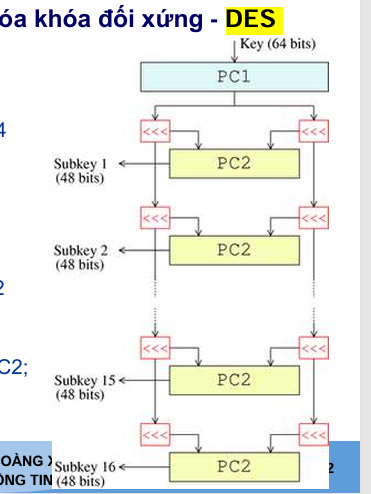 óa khóa đối xứng - DES
Key (64 bits)
PC1
4
<<< <<<
PC2
Subkey 1
(48 bits)
<<< <<<
PC2
Subkey 2
(48 bits)
2
<<< <<<
C2;
PC2
Subkey 15
(48 bits)
<<< <<<
OÀNG X
PC2
Subkey 16
(48 bits)
ÔNG TIN
2